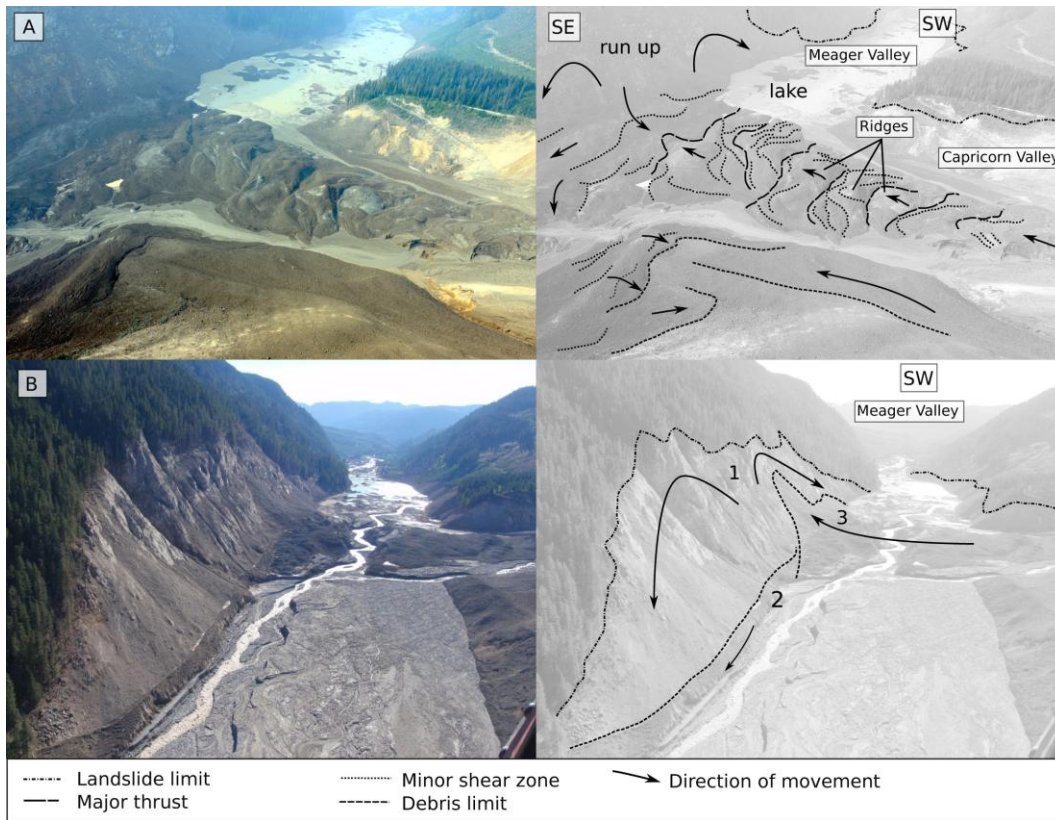 A
SE
SW
run up
Meager Valley
lake
Ridges
Capricorn Valley
B
SW
Meager Valley
1
3
2
Landslide limit
Minor shear zone
Direction of movement
Major thrust
Debris limit